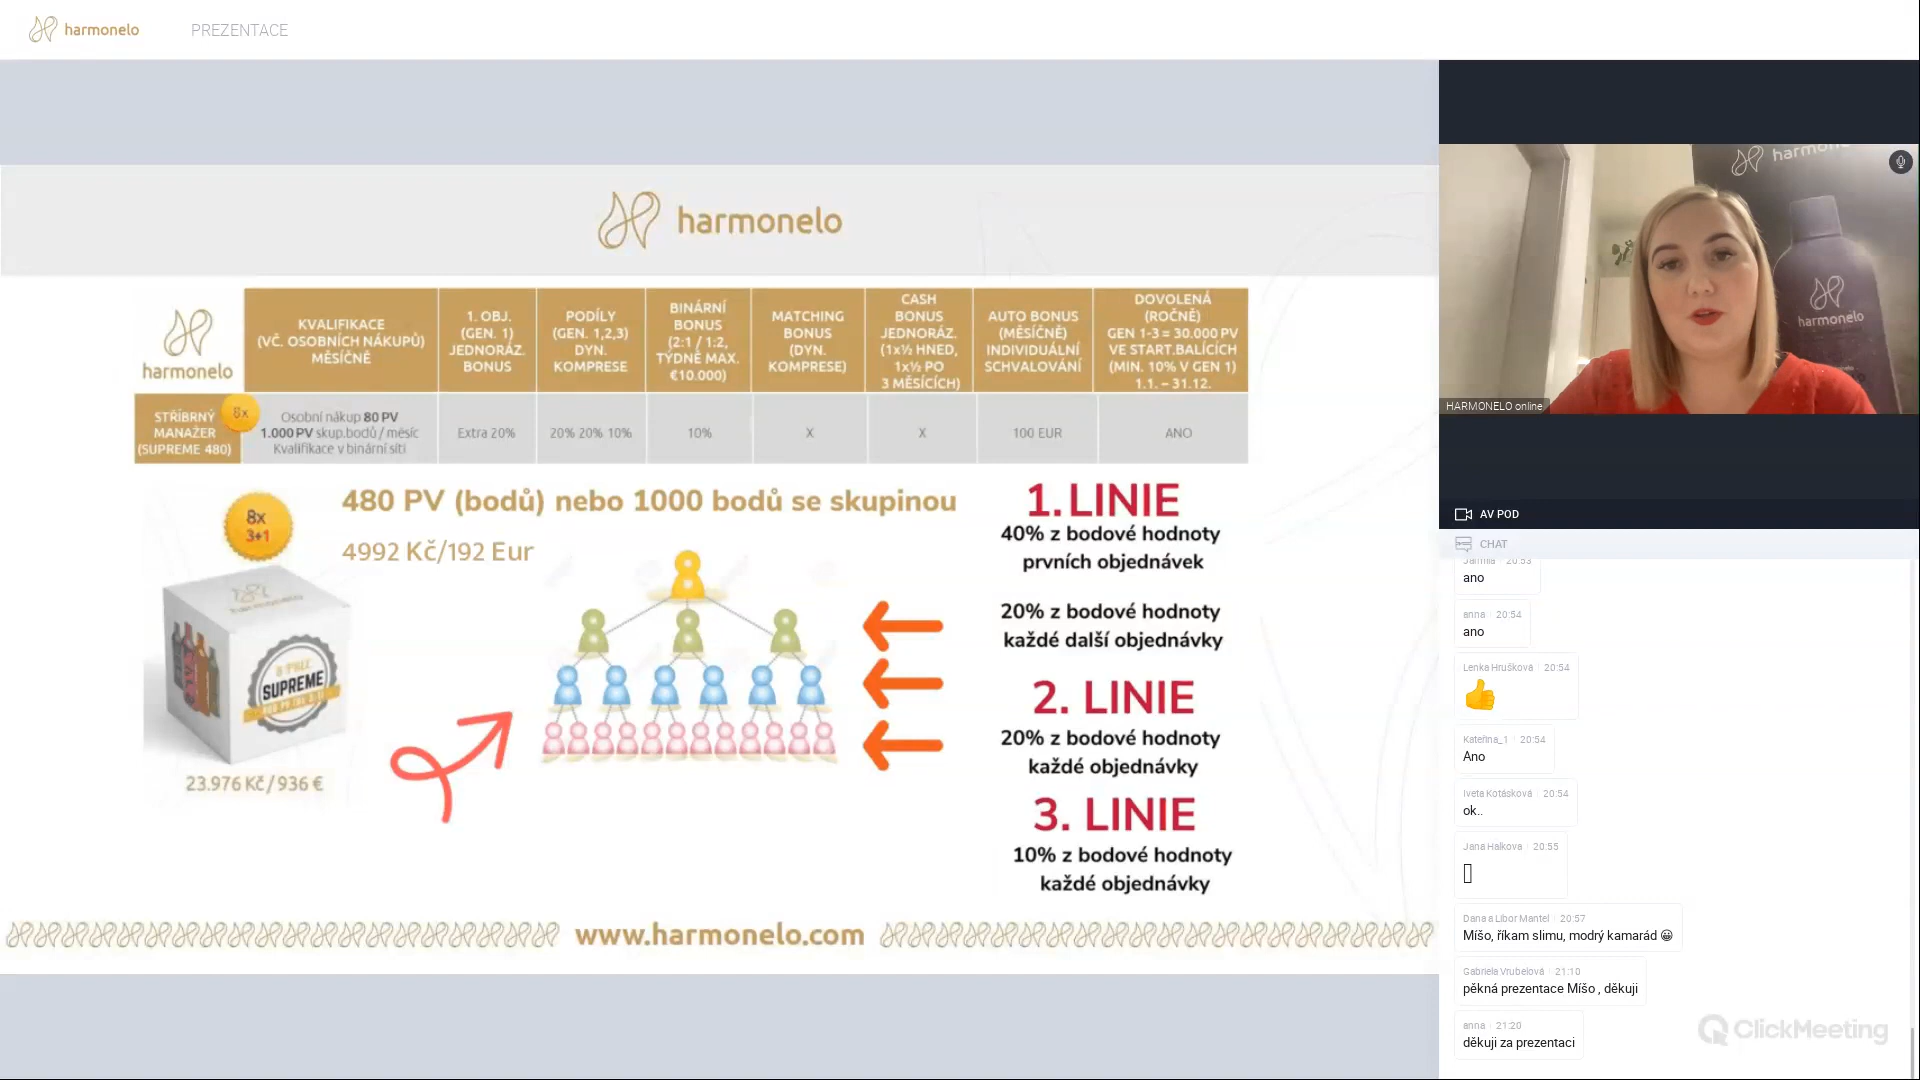 harmonelo
PREZENTACE
harmonelo
harmonelo
KVALIFIKACE
(VČ. OSOBNÍCH NÁKUPŮ)
MĚSÍČNĚ
1. OBJ.
(GEN. 1)
JEDNORÁZ.
BONUS
PODÍLY
(GEN. 1,2,3)
DYN.
KOMPRESE
BINÁRNÍ
BONUS
(2:1 / 1:2,
TÝDNĚ MAX.
€10.000)
MATCHING
BONUS
(DYN.
KOMPRESE)
CASH
BONUS
JEDNORÁZ.
(1x½ HNED,
1x½ PO
3 MĚSÍCÍCH)
AUTO BONUS
(MĚSÍČNĚ)
INDIVIDUÁLNÍ
SCHVALOVÁNÍ
DOVOLENÁ
(ROČNĚ)
GEN 1-3 = 30.000 PV
VE START.BALÍCÍCH
(MIN. 10% V GEN 1)
1.1. – 31.12.
STŘÍBRNÝ
MANAŽER
(SUPREME 480)
8x
Osobní nákup 80 PV
1.000 PV skup.bodů / měsíc
Kvalifikace v binární síti
Extra 20%
20% 20% 10%
10%
X
X
100 EUR
ANO
480 PV (bodů) nebo 1000 bodů se skupinou
4992 Kč/192 Eur
8x
3+1
harmonelo
SUPREME
23.976 Kč / 936 €
1. LINIE
40% z bodové hodnoty
prvních objednávek
20% z bodové hodnoty
každé další objednávky
2. LINIE
20% z bodové hodnoty
každé objednávky
3. LINIE
10% z bodové hodnoty
každé objednávky
www.harmonelo.com
harmonelo
harmonelo
HARMONELO online
AV POD
CHAT
Jarmila 20:53
ano
anna 20:54
ano
Lenka Hrušková 20:54
👍
Kateřina_1 20:54
Ano
Iveta Kotásková 20:54
ok..
Jana Halkova 20:55
Dana a Libor Mantel 20:57
Míšo, říkam slimu, modrý kamarád 😀
Gabriela Vrubelová 21:10
pěkná prezentace Míšo , děkuji
anna 21:20
děkuji za prezentaci
ClickMeeting